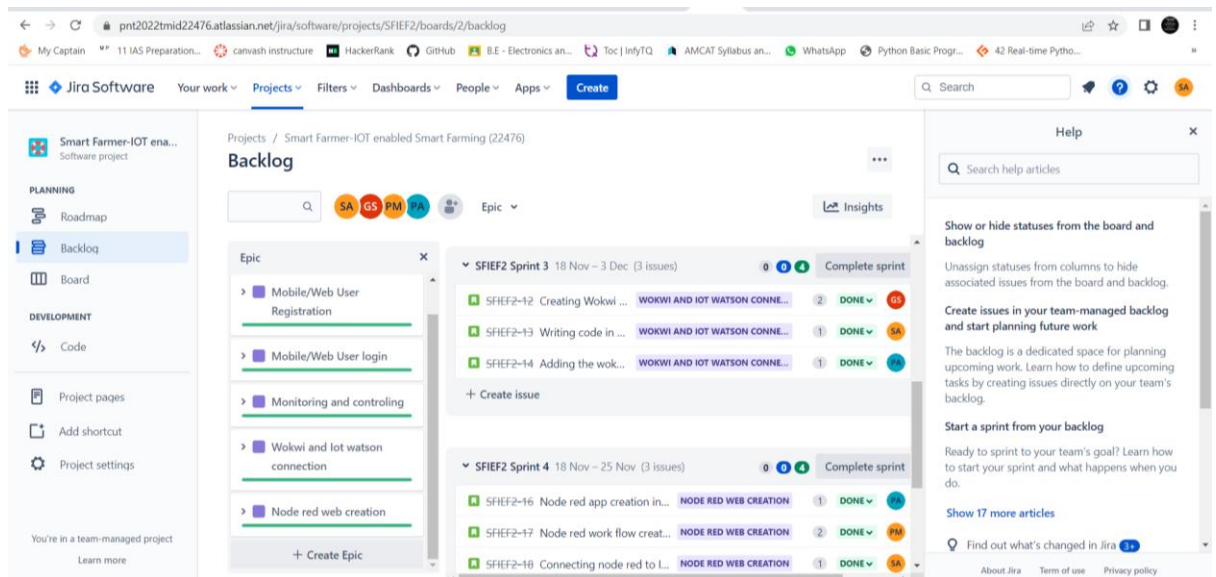 pnt2022tmid22476.atlassian.net/jira/software/projects/SFIEF2/boards/2/backlog
My Captain 11 IAS Preparation... canvash instructure HackerRank GitHub B.E - Electronics an... Toc | InfyTQ AMCAT Syllabus an... WhatsApp Python Basic Progr... 42 Real-time Pytho...
Jira Software Your work Projects Filters Dashboards People Apps Create Search SA
Smart Farmer-IOT ena...
Software project
PLANNING
Roadmap
Backlog
Board
DEVELOPMENT
Code
Project pages
Add shortcut
Project settings
You're in a team-managed project
Learn more
Projects / Smart Farmer-IOT enabled Smart Farming (22476)
Backlog
SA GS PM PA Epic Insights
Epic
Mobile/Web User
Registration
Mobile/Web User login
Monitoring and controling
Wokwi and Iot watson
connection
Node red web creation
+ Create Epic
SFIEF2 Sprint 3 18 Nov – 3 Dec (3 issues) 0 0 4 Complete sprint
SFIEF2-12 Creating Wokwi ... WOKWI AND IOT WATSON CONNE... 2 DONE GS
SFIEF2-13 Writing code in ... WOKWI AND IOT WATSON CONNE... 1 DONE SA
SFIEF2-14 Adding the wok... WOKWI AND IOT WATSON CONNE... 1 DONE PA
+ Create issue
SFIEF2 Sprint 4 18 Nov – 25 Nov (3 issues) 0 0 4 Complete sprint
SFIEF2-16 Node red app creation in... NODE RED WEB CREATION 1 DONE PA
SFIEF2-17 Node red work flow creat... NODE RED WEB CREATION 2 DONE PM
SFIEF2-18 Connecting node red to I... NODE RED WEB CREATION 1 DONE SA
Help
Search help articles
Show or hide statuses from the board and
backlog
Unassign statuses from columns to hide
associated issues from the board and backlog.
Create issues in your team-managed backlog
and start planning future work
The backlog is a dedicated space for planning
upcoming work. Learn how to define upcoming
tasks by creating issues directly on your team's
backlog.
Start a sprint from your backlog
Ready to sprint to your team's goal? Learn how
to start your sprint and what happens when you
do.
Show 17 more articles
Find out what's changed in Jira 3+
About Jira Term of use Privacy policy